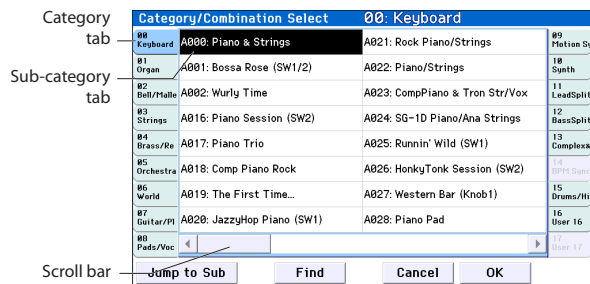 Category tab
Sub-category tab
Scroll bar
Category/Combination Select 00: Keyboard
00 Keyboard
01 Organ
02 Bell/Malle
03 Strings
04 Brass/Re
05 Orchestra
06 World
07 Guitar/Pl
08 Pads/Voc
A000: Piano & Strings
A001: Bossa Rose (SW1/2)
A002: Wurly Time
A016: Piano Session (SW2)
A017: Piano Trio
A018: Comp Piano Rock
A019: The First Time...
A020: JazzyHop Piano (SW1)
A021: Rock Piano/Strings
A022: Piano/Strings
A023: CompPiano & Tron Str/Vox
A024: SG-1D Piano/Ana Strings
A025: Runnin' Wild (SW1)
A026: HonkyTonk Session (SW2)
A027: Western Bar (Knob1)
A028: Piano Pad
09 Motion Sy
10 Synth
11 LeadSplit
12 BassSplit
13 Complex&
14 BPM Sync
15 Drums/Hi
16 User 16
17 User 17
Jump to Sub
Find
Cancel
OK